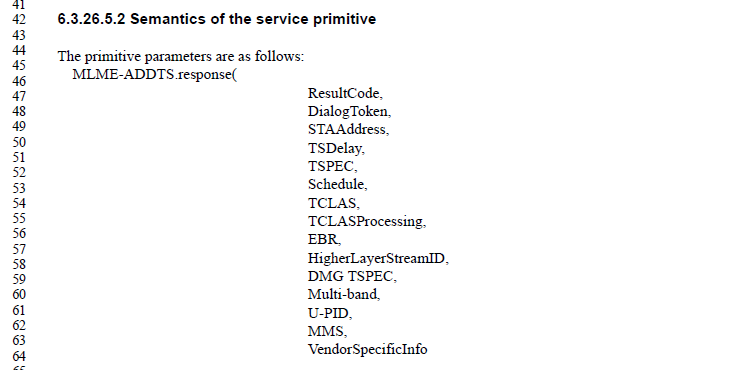 41
42 6.3.26.5.2 Semantics of the service primitive
43
44 The primitive parameters are as follows:
45
46 MLME-ADDTS.response(
47 ResultCode,
48 DialogToken,
49 STAAddress,
50 TSDelay,
51
52 TSPEC,
53 Schedule,
54 TCLAS,
55 TCLASProcessing,
56 EBR,
57
58 HigherLayerStreamID,
59 DMG TSPEC,
60 Multi-band,
61 U-PID,
62 MMS,
63
64 VendorSpecificInfo